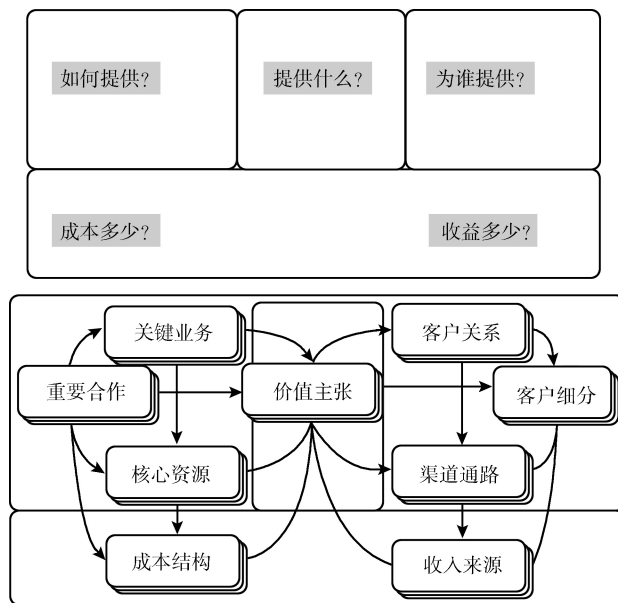 如何提供?
提供什么?
为谁提供?
成本多少?
收益多少?
关键业务
客户关系
重要合作
价值主张
客户细分
核心资源
渠道通路
成本结构
收入来源